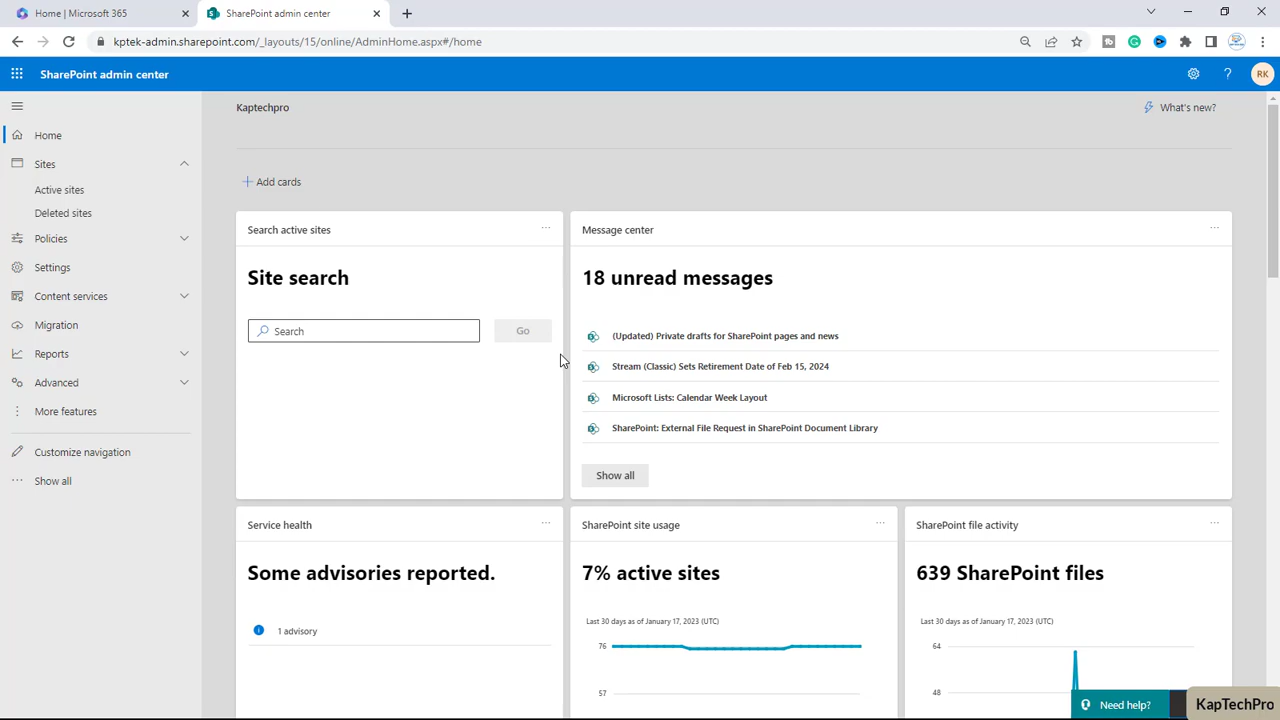 Home | Microsoft 365
SharePoint admin center
kptek-admin.sharepoint.com/_layouts/15/online/AdminHome.aspx#/home
SharePoint admin center
RK
Home
Sites
Active sites
Deleted sites
Policies
Settings
Content services
Migration
Reports
Advanced
More features
Customize navigation
Show all
Kaptechpro
What's new?
Add cards
Search active sites
Site search
Search
Go
Message center
18 unread messages
(Updated) Private drafts for SharePoint pages and news
Stream (Classic) Sets Retirement Date of Feb 15, 2024
Microsoft Lists: Calendar Week Layout
SharePoint: External File Request in SharePoint Document Library
Show all
Service health
Some advisories reported.
1 advisory
SharePoint site usage
7% active sites
Last 30 days as of January 17, 2023 (UTC)
76
57
SharePoint file activity
639 SharePoint files
Last 30 days as of January 17, 2023 (UTC)
64
48
Need help?
KapTechPro